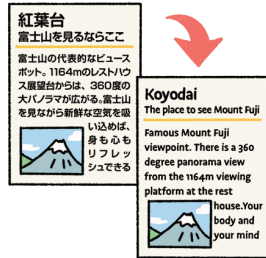 紅葉台
富士山を見るならここ
富士山の代表的なビュース
ポット。1164mのレストハウ
ス展望台からは、360度の
大パノラマが広がる。富士山
を見ながら新鮮な空気を吸
い込めば、
身も心も
リフレッ
シュできる
Koyodai
The place to see Mount Fuji
Famous Mount Fuji
viewpoint. There is a 360
degree panorama view
from the 1164m viewing
platform at the rest
house.Your
body and
your mind